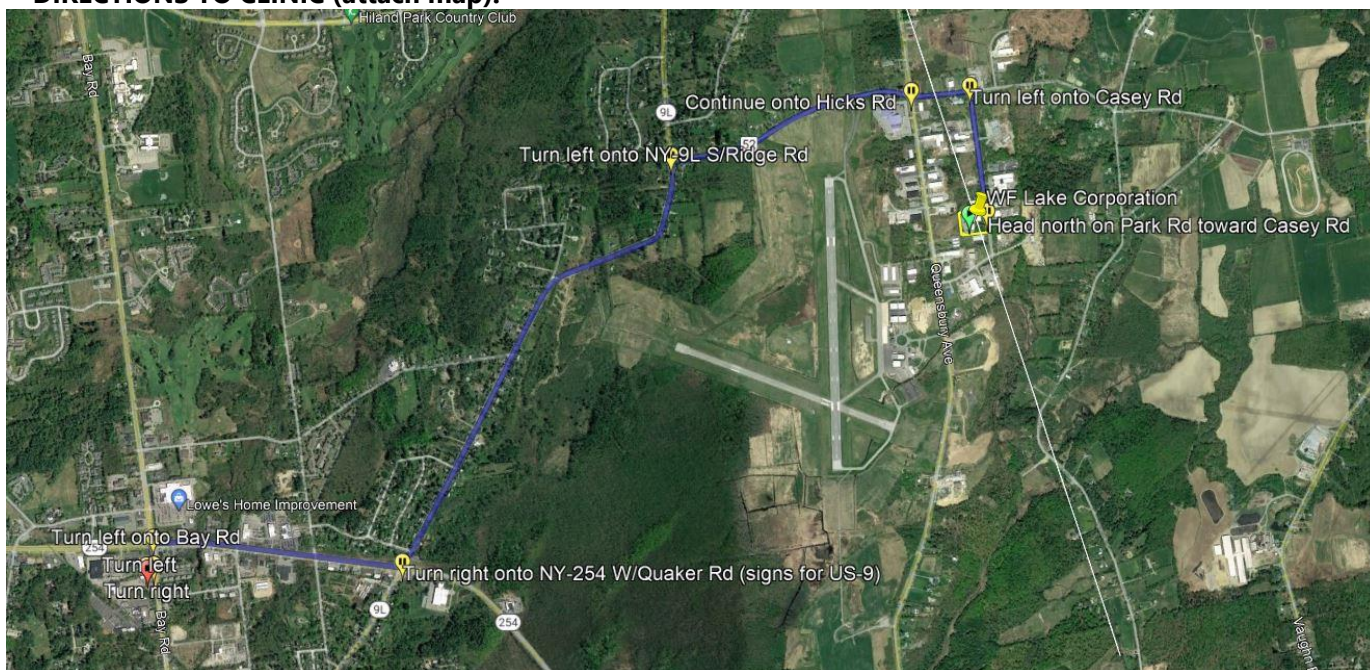 DIRECTIONS TO CLINIC (attach map):
Hiland Park Country Club
Bay Rd
9L
Continue onto Hicks Rd
Turn left onto Casey Rd
52
Turn left onto NY-9L S/Ridge Rd
WF Lake Corporation
Head north on Park Rd toward Casey Rd
Queensbury Ave
Lowe's Home Improvement
254
Turn left onto Bay Rd
Turn left
Turn right
Turn right onto NY-254 W/Quaker Rd (signs for US-9)
9L
254
Bay Rd
Vaughn